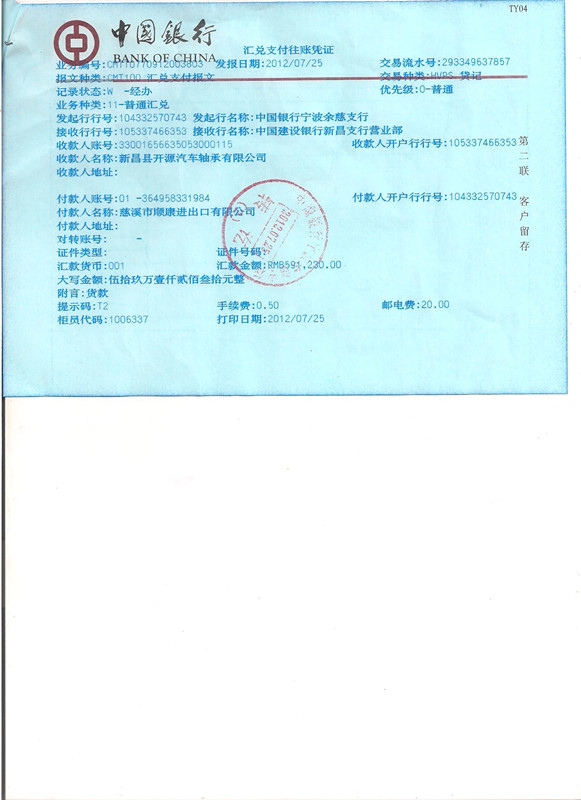 TY04
中國銀行
BANK OF CHINA
汇兑支付往账凭证
业务编号:CMTT0770912003803 发报日期:2012/07/25 交易流水号:293349637857
报文种类:CMT100 汇兑支付报文 交易种类:HVPS 贷记
记录状态:W -经办 优先级:0-普通
业务种类:11-普通汇兑
发起行行号:104332570743 发起行名称:中国银行宁波余慈支行
接收行行号:105337466353 接收行名称:中国建设银行新昌支行营业部
收款人账号:33001656635053000115 收款人开户行行号:105337466353
收款人名称:新昌县开源汽车轴承有限公司
收款人地址:
付款人账号:01 -364958331984 付款人开户行行号:104332570743
付款人名称:慈溪市顺康进出口有限公司
付款人地址:
对转账号: -
证件类型: 证件号码:
汇款货币:001 汇款金额:RMB591,230.00
大写金额:伍拾玖万壹仟贰佰叁拾元整
附言:货款
提示码:T2 手续费:0.50 邮电费:20.00
柜员代码:1006337 打印日期:2012/07/25
第二联 客户留存